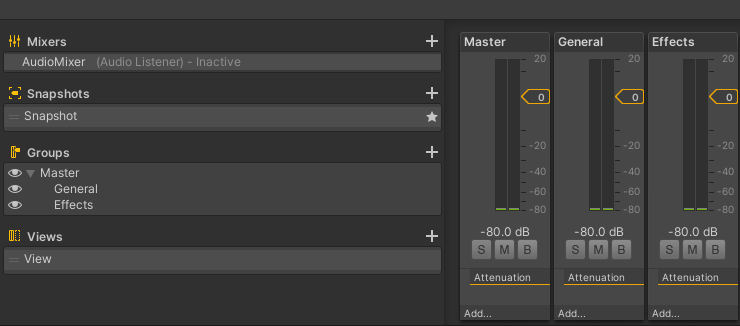 Mixers
AudioMixer (Audio Listener) - Inactive
Snapshots
Snapshot
Groups
Master
General
Effects
Views
View
Master General Effects
20 20 20
0 0 0
-20 -20 -20
-40 -40 -40
-60 -60 -60
-80 -80 -80
-80.0 dB -80.0 dB -80.0 dB
S M B S M B S M B
Attenuation Attenuation Attenuation
Add... Add... Add...